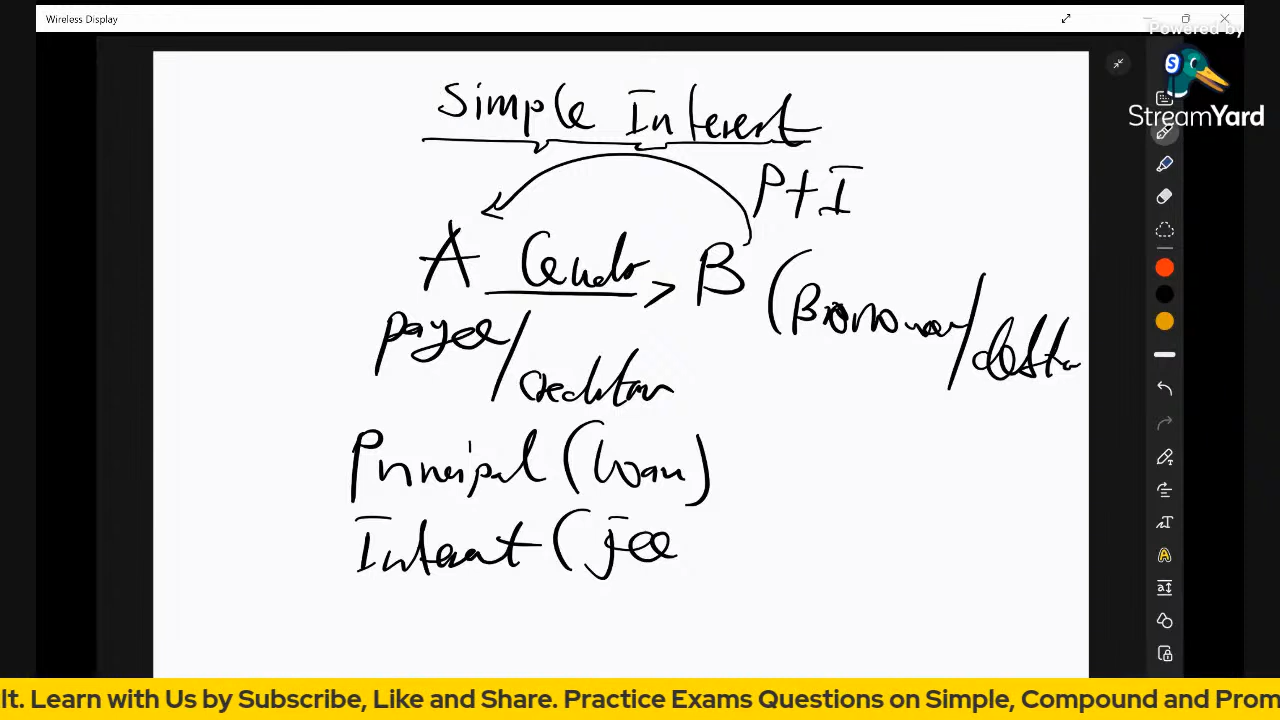 Wireless Display
Powered by
StreamYard
Simple Interest
P+I
A Lends > B (Borrower/debtor
payee/
creditor
Principal (Loan)
Interest (fee
lt. Learn with Us by Subscribe, Like and Share. Practice Exams Questions on Simple, Compound and Prom